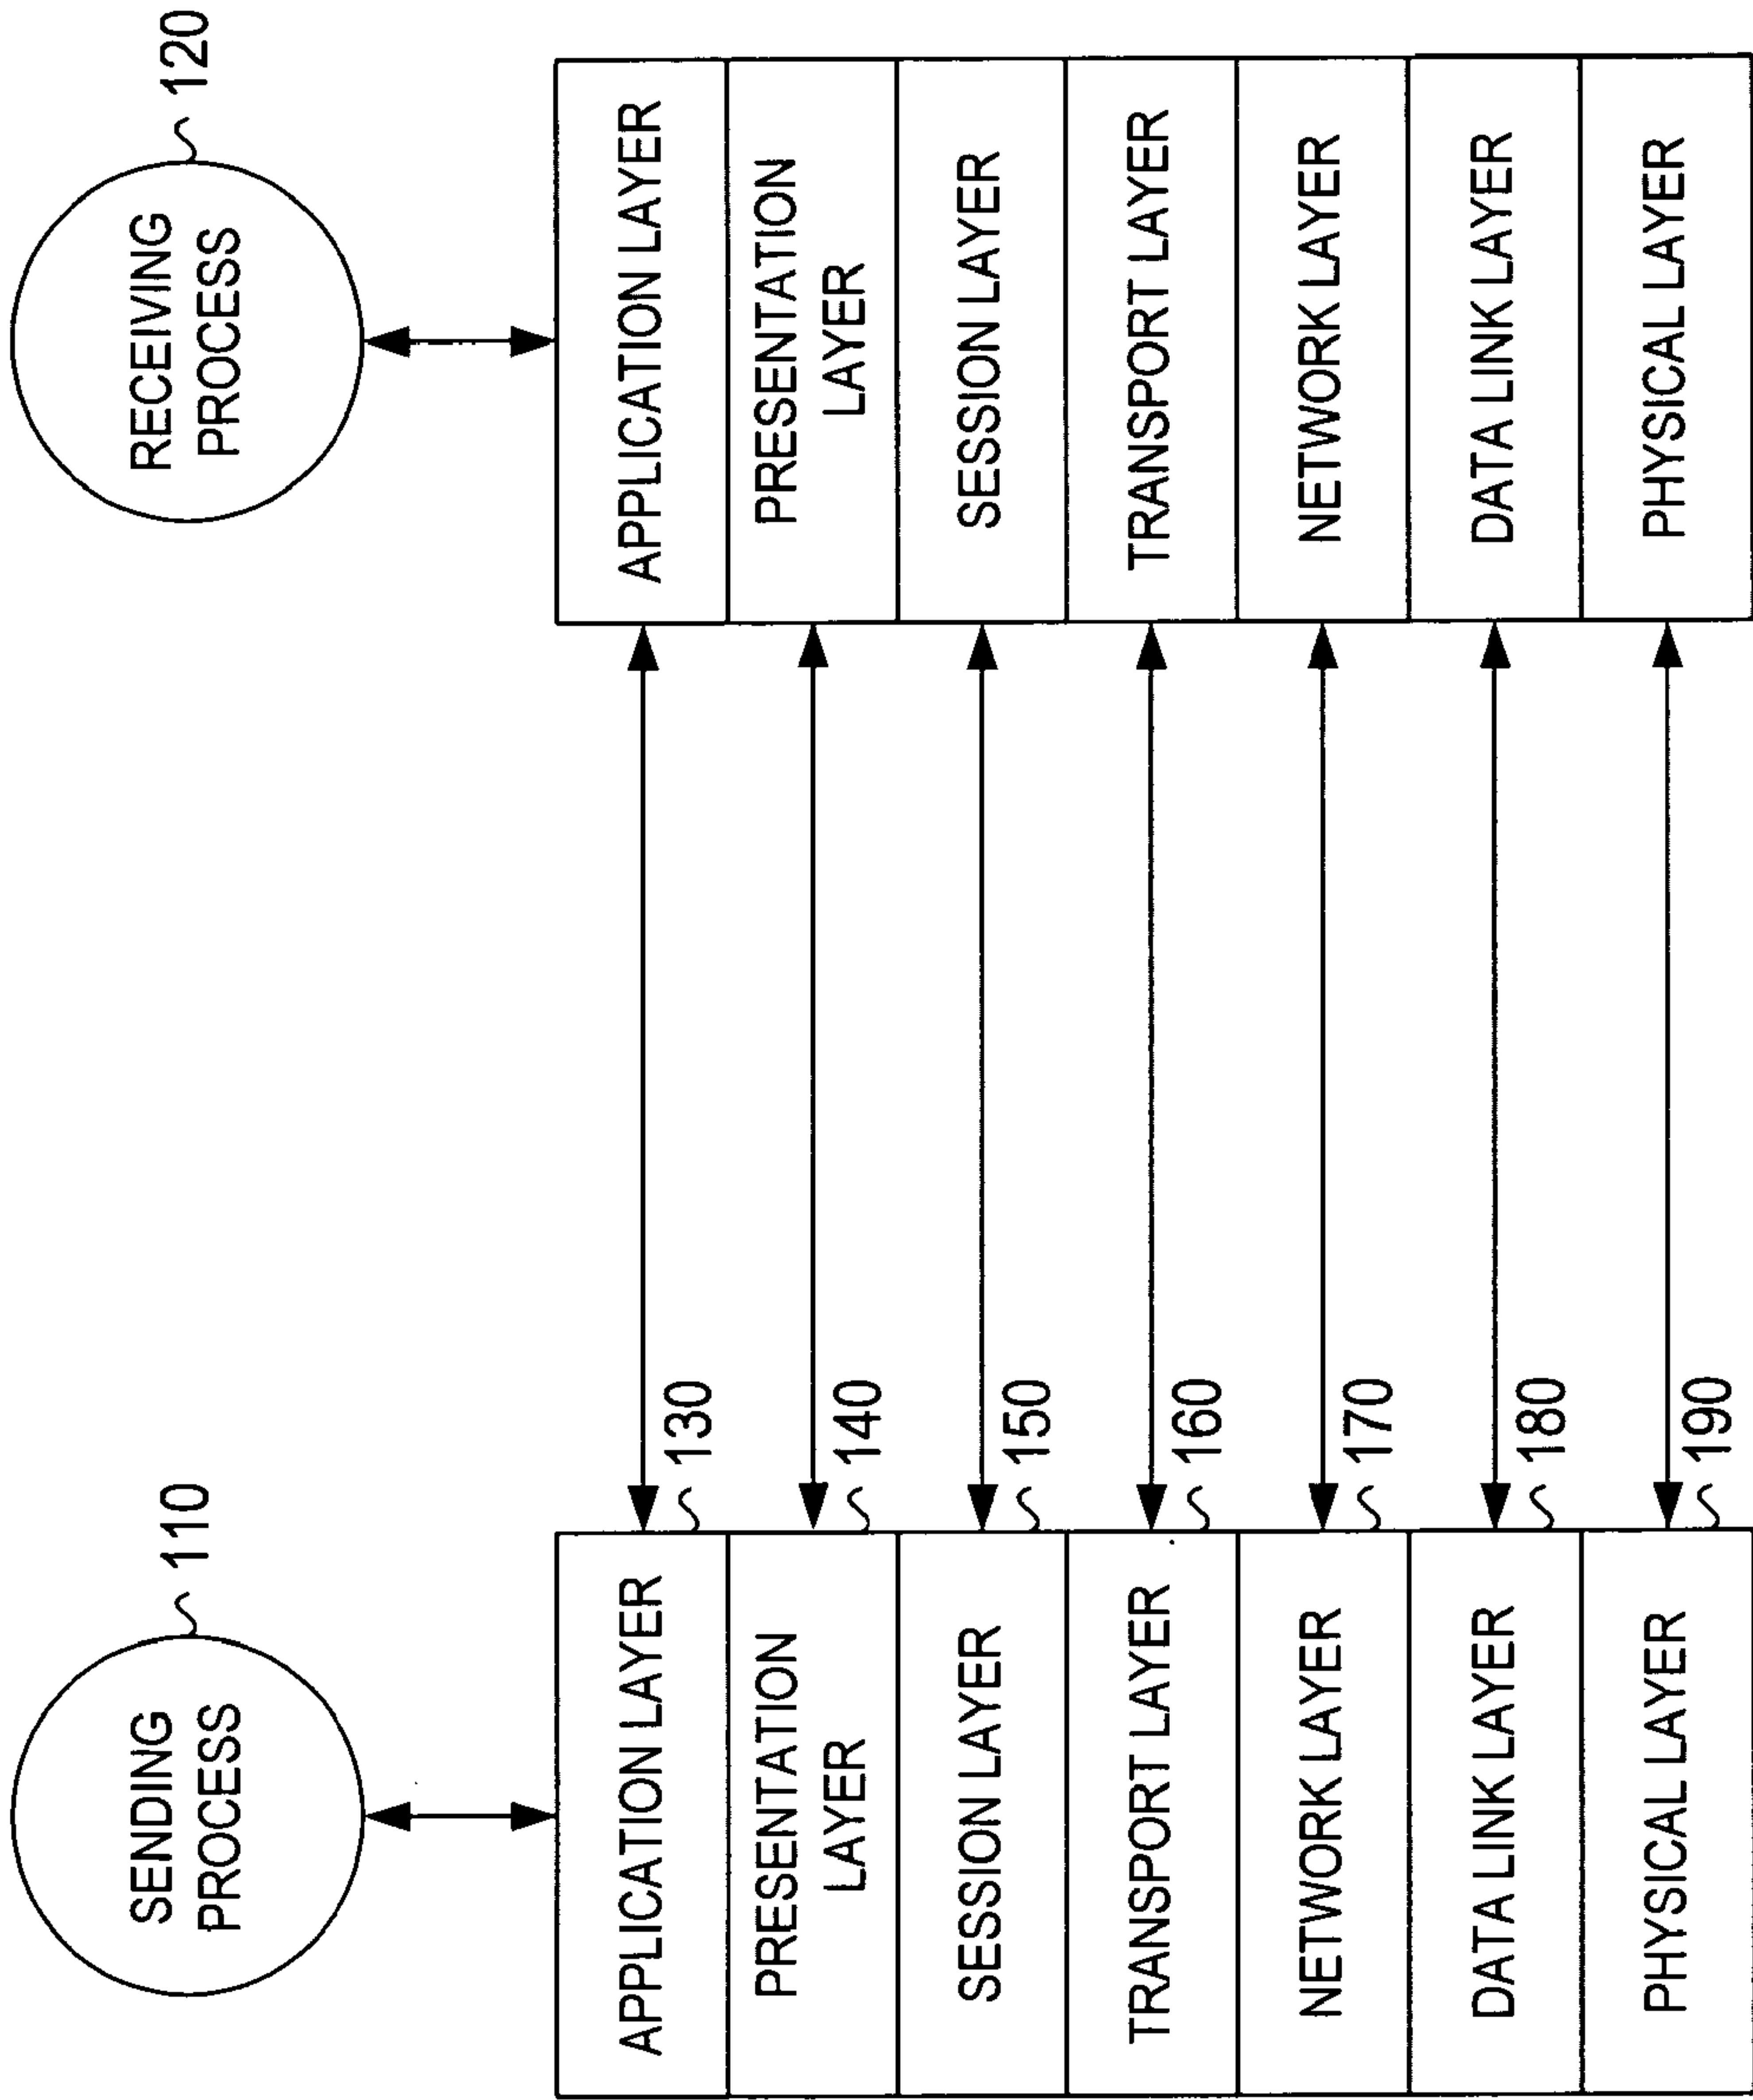 SENDING
PROCESS
110
RECEIVING
PROCESS
120
APPLICATION LAYER
130
APPLICATION LAYER
PRESENTATION
LAYER
140
PRESENTATION
LAYER
SESSION LAYER
150
SESSION LAYER
TRANSPORT LAYER
160
TRANSPORT LAYER
NETWORK LAYER
170
NETWORK LAYER
DATA LINK LAYER
180
DATA LINK LAYER
PHYSICAL LAYER
190
PHYSICAL LAYER